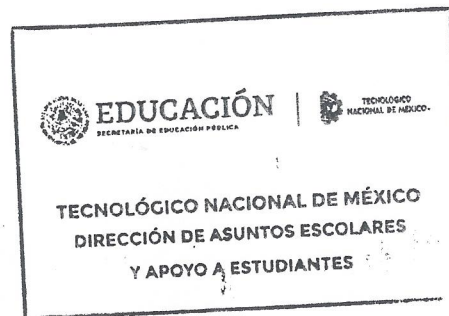 EDUCACIÓN
SECRETARÍA DE EDUCACIÓN PÚBLICA
TECNOLÓGICO
NACIONAL DE MÉXICO.
TECNOLÓGICO NACIONAL DE MÉXICO
DIRECCIÓN DE ASUNTOS ESCOLARES
Y APOYO A ESTUDIANTES